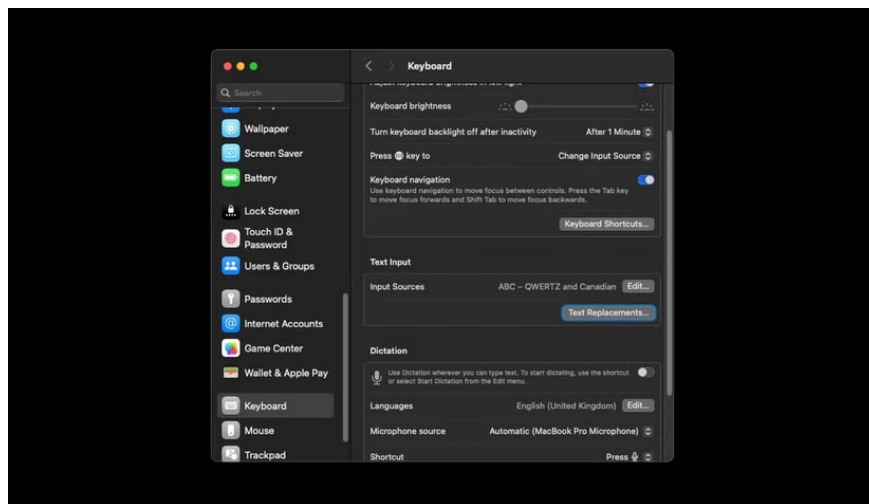 Keyboard
Search
Wallpaper
Screen Saver
Battery
Lock Screen
Touch ID &
Password
Users & Groups
Passwords
Internet Accounts
Game Center
Wallet & Apple Pay
Keyboard
Mouse
Trackpad
Keyboard brightness
Turn keyboard backlight off after inactivity After 1 Minute
Press key to Change Input Source
Keyboard navigation
Use keyboard navigation to move focus between controls. Press the Tab key
to move focus forwards and Shift Tab to move focus backwards.
Keyboard Shortcuts...
Text Input
Input Sources ABC – QWERTZ and Canadian Edit...
Text Replacements...
Dictation
Use Dictation wherever you can type text. To start dictating, use the shortcut
or select Start Dictation from the Edit menu.
Languages English (United Kingdom) Edit...
Microphone source Automatic (MacBook Pro Microphone)
Shortcut Press